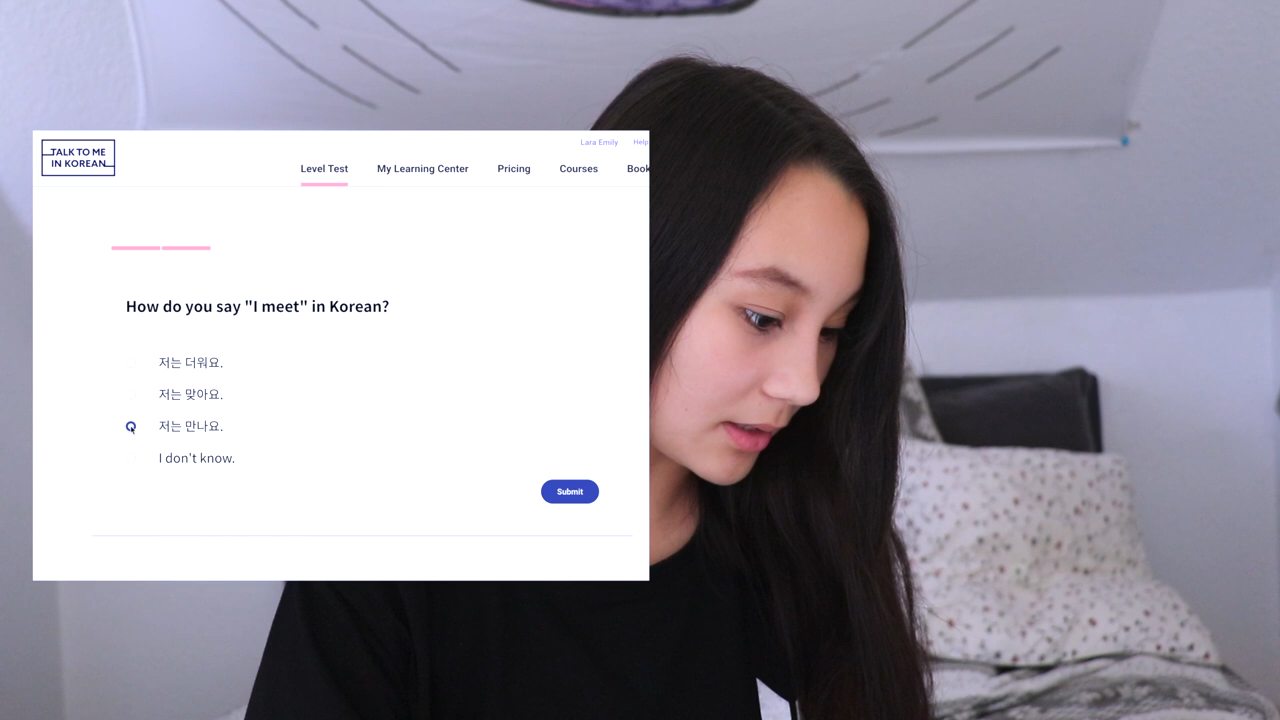 TALK TO ME
IN KOREAN
Lara Emily
Help
Level Test
My Learning Center
Pricing
Courses
Book
How do you say "I meet" in Korean?
저는 더워요.
저는 맞아요.
저는 만나요.
I don't know.
Submit